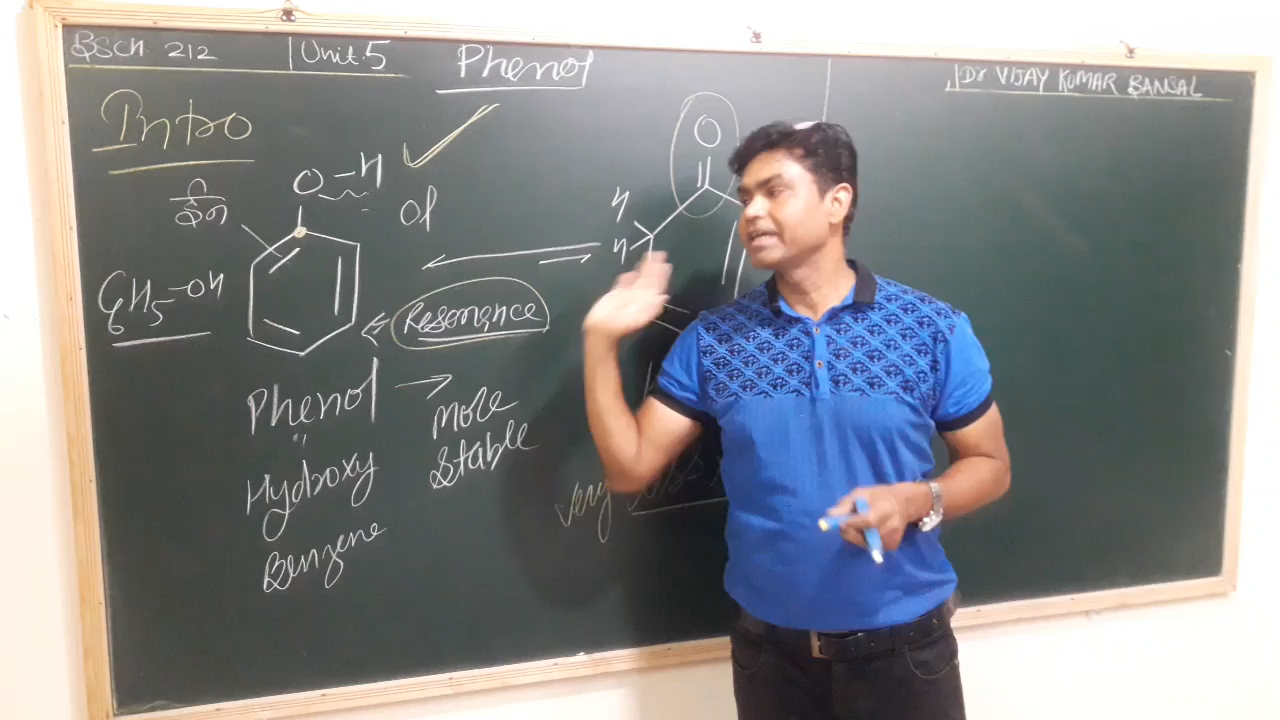 BSCH. 212
Unit.5
Phenol
Dr VIJAY KUMAR BANSAL
Intro
O-H
ol
C6H5-OH
O
H
H
Resonance
Phenol → More
Stable
Hydroxy
Benzene
very